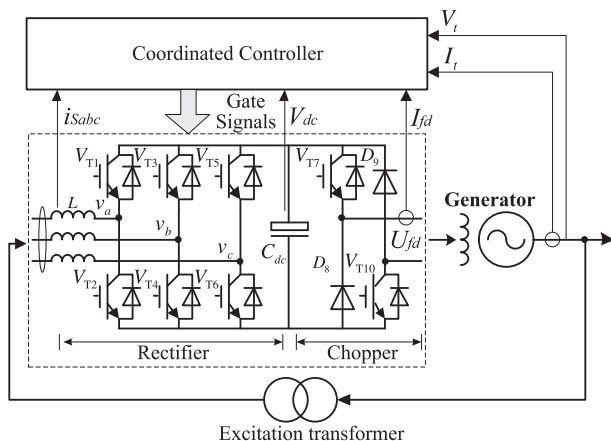 Coordinated Controller
V_t
I_t
i_Sabc
Gate
Signals
V_dc
I_fd
V_T1
V_T3
V_T5
V_T7
D_9
L
v_a
v_b
v_c
C_dc
Generator
U_fd
V_T2
V_T4
V_T6
D_8
V_T10
Rectifier
Chopper
Excitation transformer